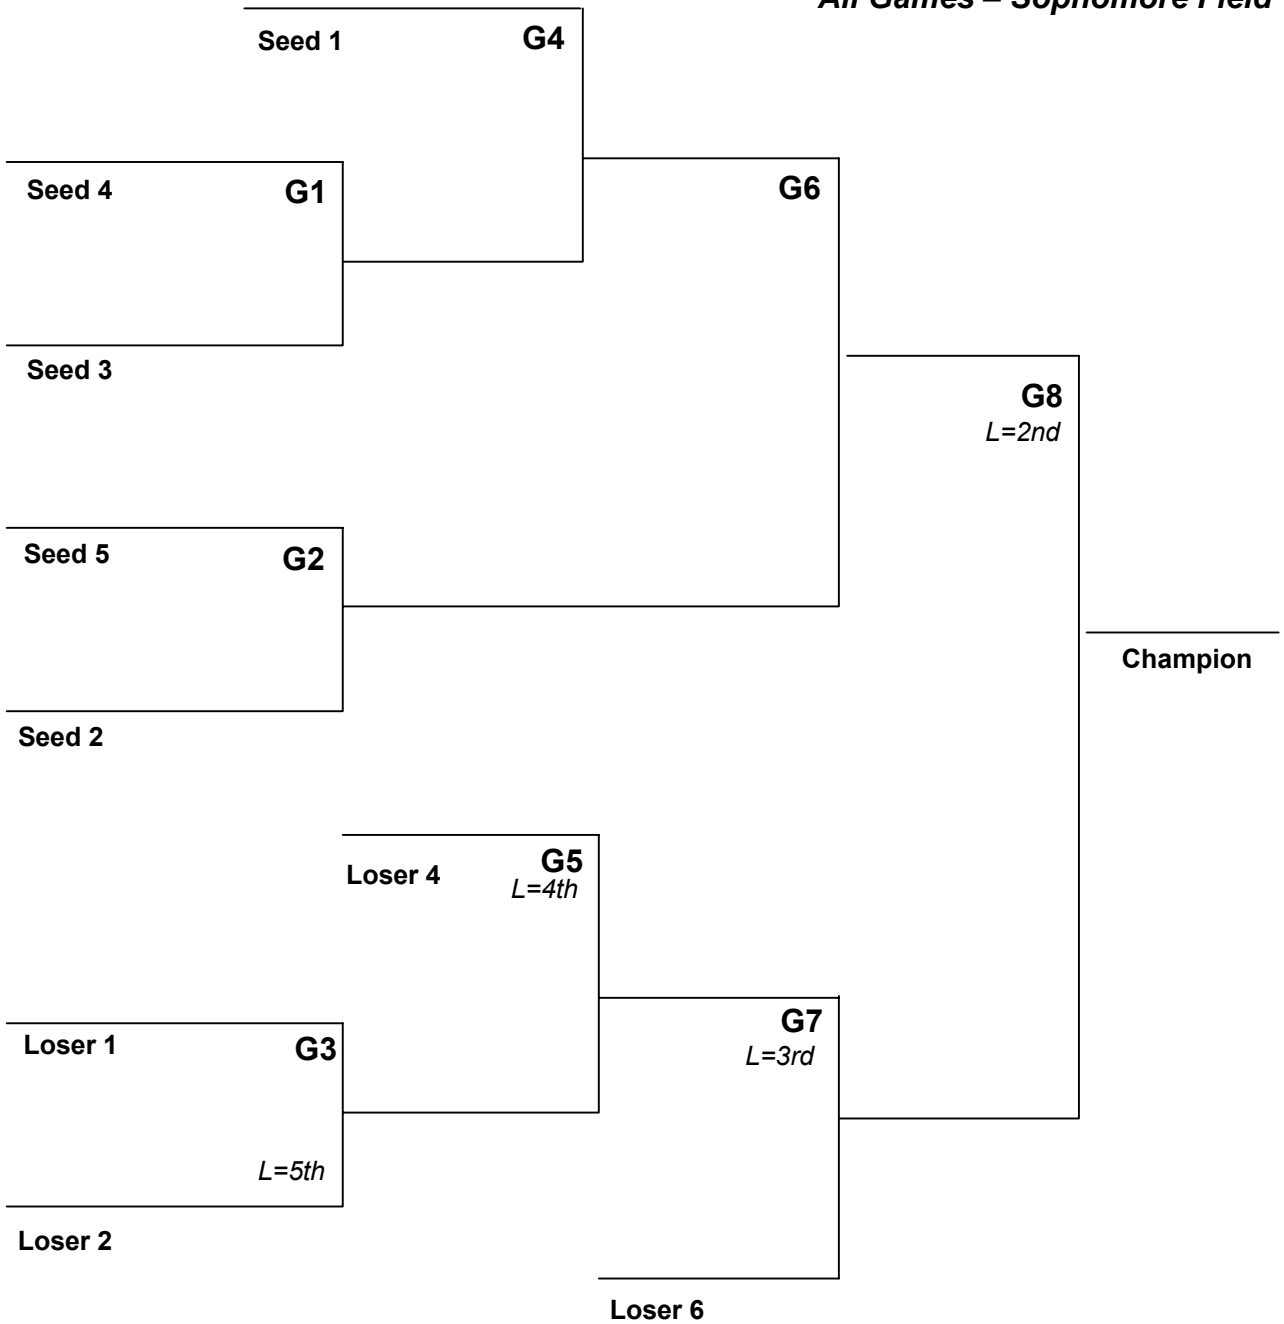 All Games – Sophomore Field
Seed 1 G4
Seed 4 G1
G6
Seed 3
G8
L=2nd
Seed 5 G2
Champion
Seed 2
Loser 4 G5
L=4th
G7
Loser 1 G3
L=3rd
L=5th
Loser 2
Loser 6